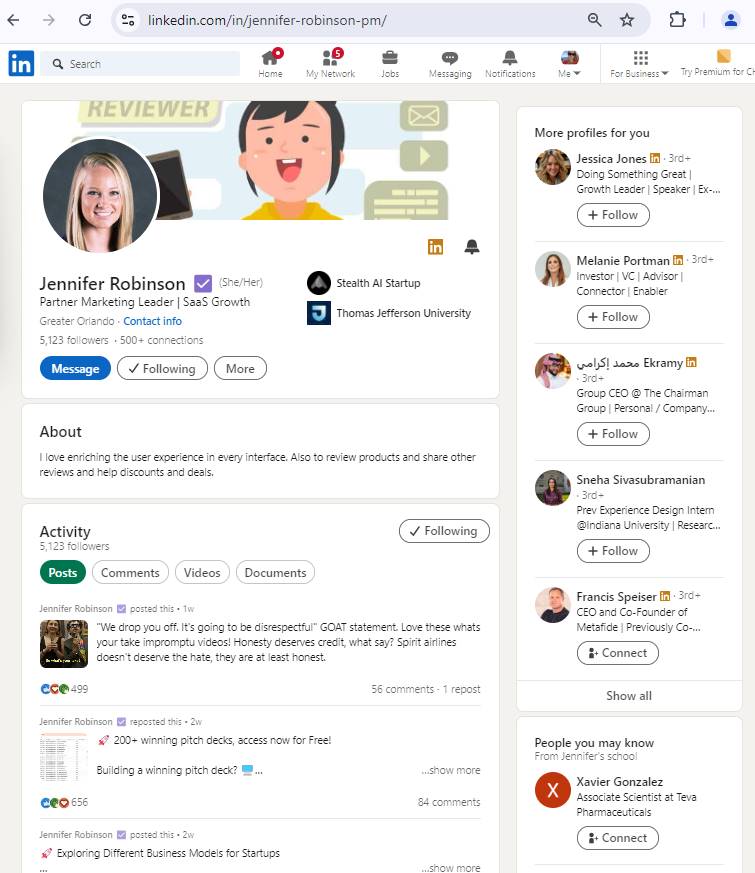 linkedin.com/in/jennifer-robinson-pm/
Search
Home
My Network
5
Jobs
Messaging
Notifications
Me
For Business
Try Premium for
REVIEWER
Jennifer Robinson (She/Her)
Partner Marketing Leader | SaaS Growth
Greater Orlando · Contact info
5,123 followers · 500+ connections
Stealth AI Startup
Thomas Jefferson University
Message
Following
More
About
I love enriching the user experience in every interface. Also to review products and share other
reviews and help discounts and deals.
Activity
5,123 followers
Following
Posts
Comments
Videos
Documents
Jennifer Robinson posted this • 1w
"We drop you off. It's going to be disrespectful" GOAT statement. Love these whats
your take impromptu videos! Honesty deserves credit, what say? Spirit airlines
doesn't deserve the hate, they are at least honest.
499
56 comments · 1 repost
Jennifer Robinson reposted this • 2w
🚀 200+ winning pitch decks, access now for Free!
Building a winning pitch deck? 💻...
...show more
656
84 comments
Jennifer Robinson posted this • 2w
🚀 Exploring Different Business Models for Startups
...
...show more
More profiles for you
Jessica Jones in · 3rd+
Doing Something Great |
Growth Leader | Speaker | Ex-...
+ Follow
Melanie Portman in · 3rd+
Investor | VC | Advisor |
Connector | Enabler
+ Follow
محمد إكرامي Ekramy in
· 3rd+
Group CEO @ The Chairman
Group | Personal / Company...
+ Follow
Sneha Sivasubramanian
· 3rd+
Prev Experience Design Intern
@Indiana University | Researc...
+ Follow
Francis Speiser in · 3rd+
CEO and Co-Founder of
Metafide | Previously Co-...
Connect
Show all
People you may know
From Jennifer's school
X
Xavier Gonzalez
Associate Scientist at Teva
Pharmaceuticals
Connect